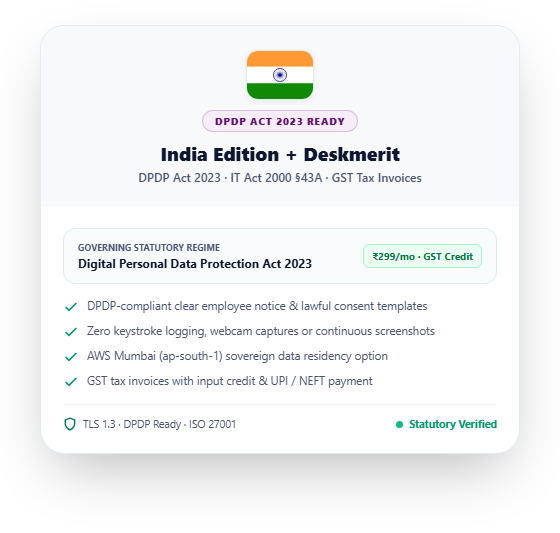 DPDP ACT 2023 READY
India Edition + Deskmerit
DPDP Act 2023 · IT Act 2000 §43A · GST Tax Invoices
GOVERNING STATUTORY REGIME
Digital Personal Data Protection Act 2023
₹299/mo · GST Credit
DPDP-compliant clear employee notice & lawful consent templates
Zero keystroke logging, webcam captures or continuous screenshots
AWS Mumbai (ap-south-1) sovereign data residency option
GST tax invoices with input credit & UPI / NEFT payment
TLS 1.3 · DPDP Ready · ISO 27001
Statutory Verified